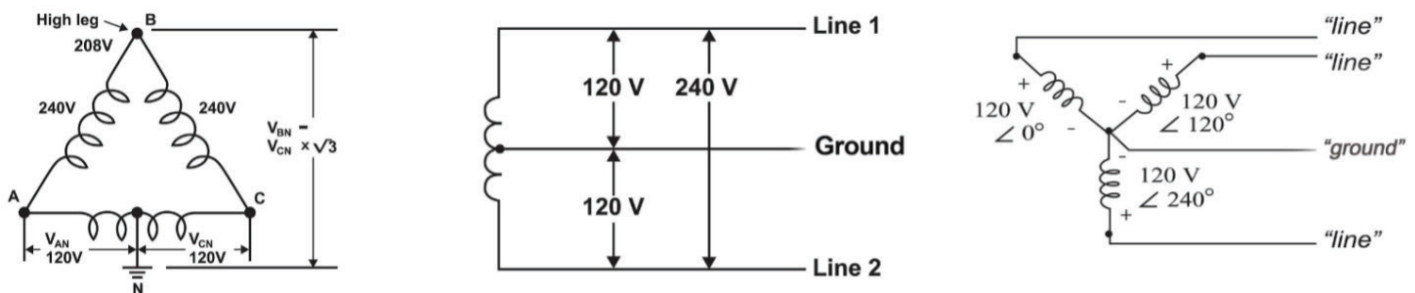 High leg
B
208V
240V
240V
V_BN =
V_CN × √3
A
C
V_AN
120V
V_CN
120V
N
Line 1
120 V
240 V
Ground
120 V
Line 2
"line"
"line"
+
+
120 V
∠ 0°
-
-
120 V
∠ 120°
"ground"
-
120 V
∠ 240°
+
"line"